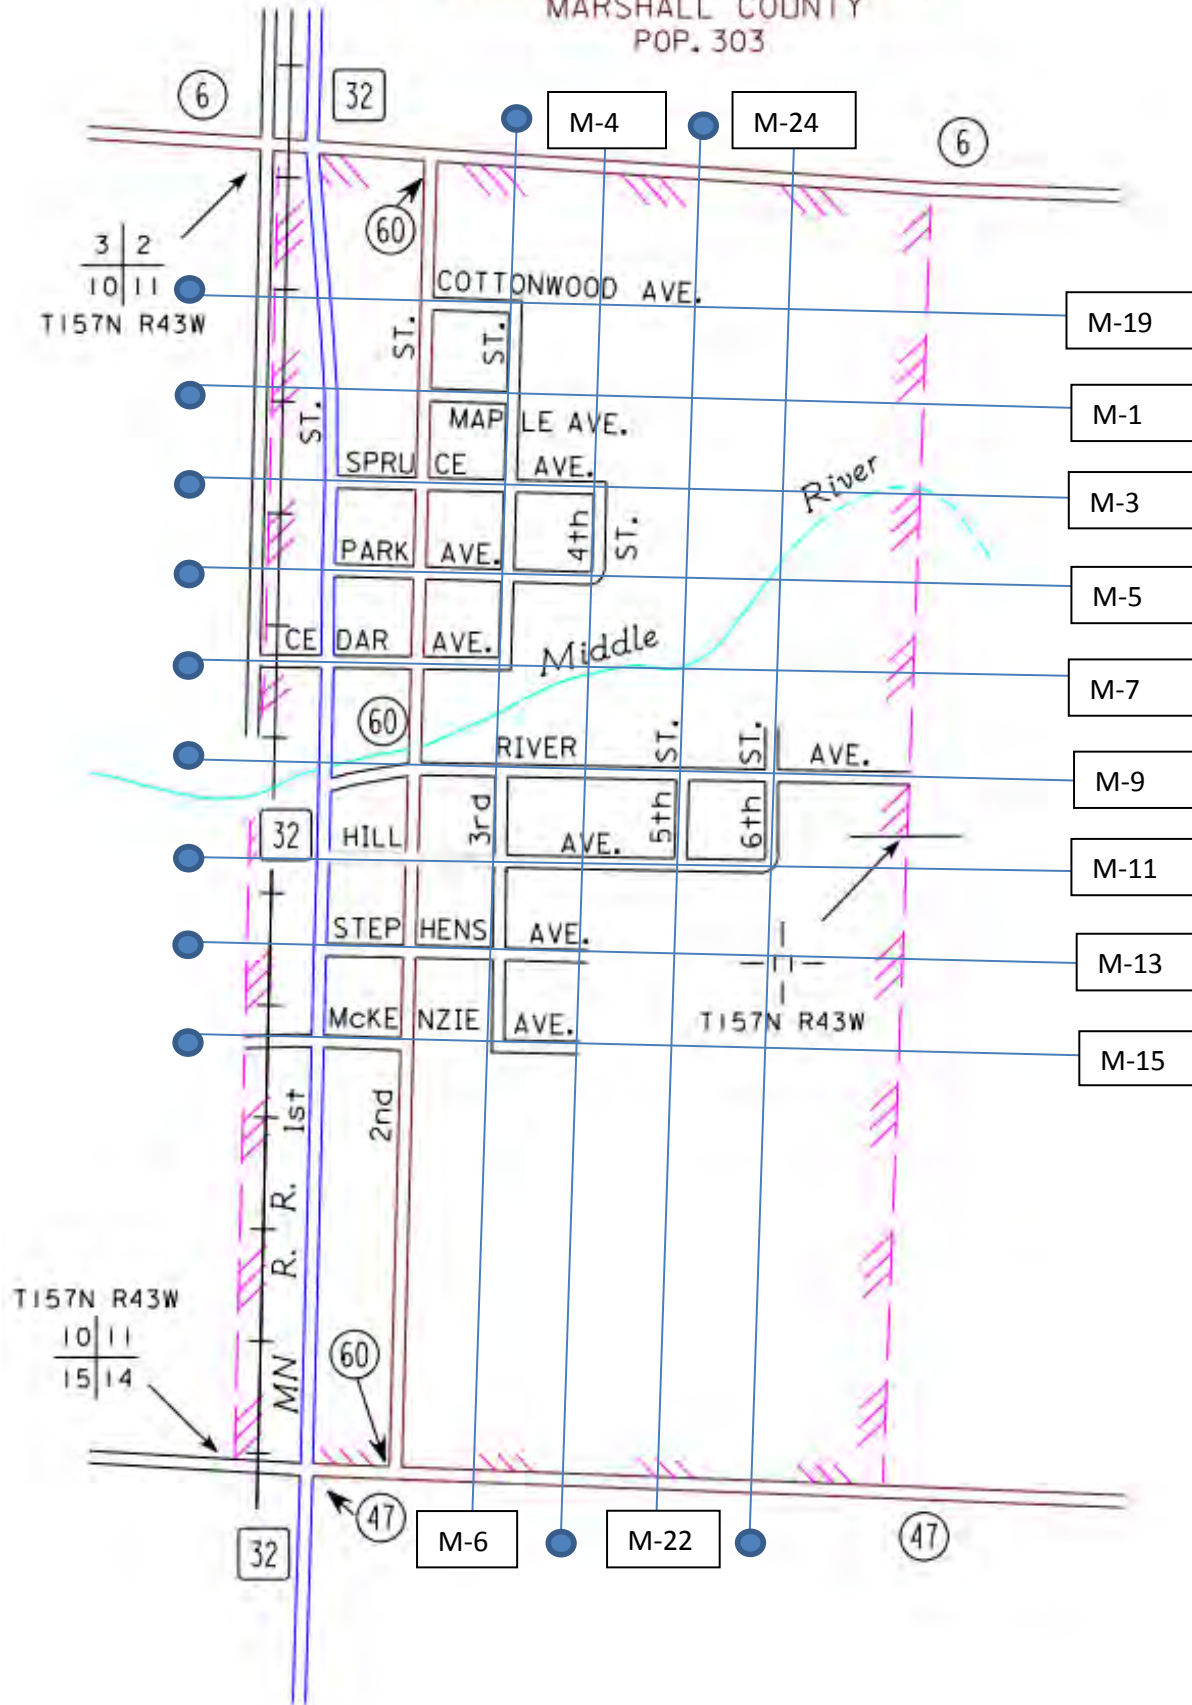 MARSHALL COUNTY
POP. 303
6
32
M-4
M-24
6
60
3 2
10 11
T157N R43W
COTTONWOOD AVE.
M-19
ST.
ST.
M-1
ST.
MAPLE AVE.
SPRUCE AVE.
River
M-3
PARK AVE.
4th ST.
M-5
CEDAR AVE.
Middle
M-7
60
RIVER AVE.
ST.
ST.
M-9
32
HILL AVE.
3rd
5th
6th
M-11
STEPHENS AVE.
M-13
McKENZIE AVE.
T157N R43W
11
M-15
1st
2nd
MN R. R.
T157N R43W
10 11
15 14
60
47
M-6
M-22
47
32